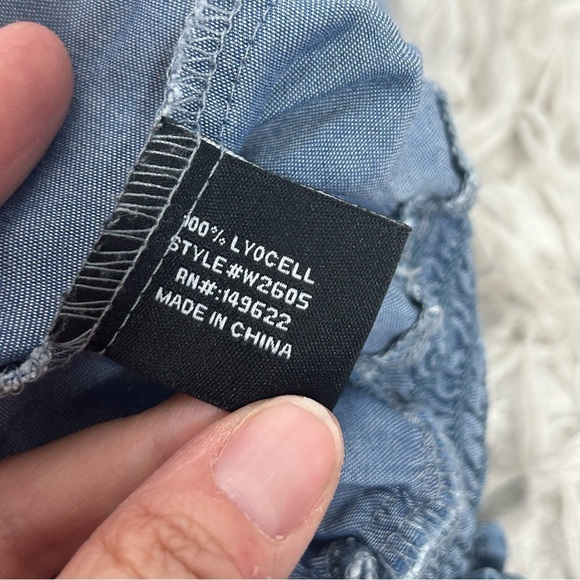 100% LYOCELL
STYLE#W2605
RN#:149622
MADE IN CHINA